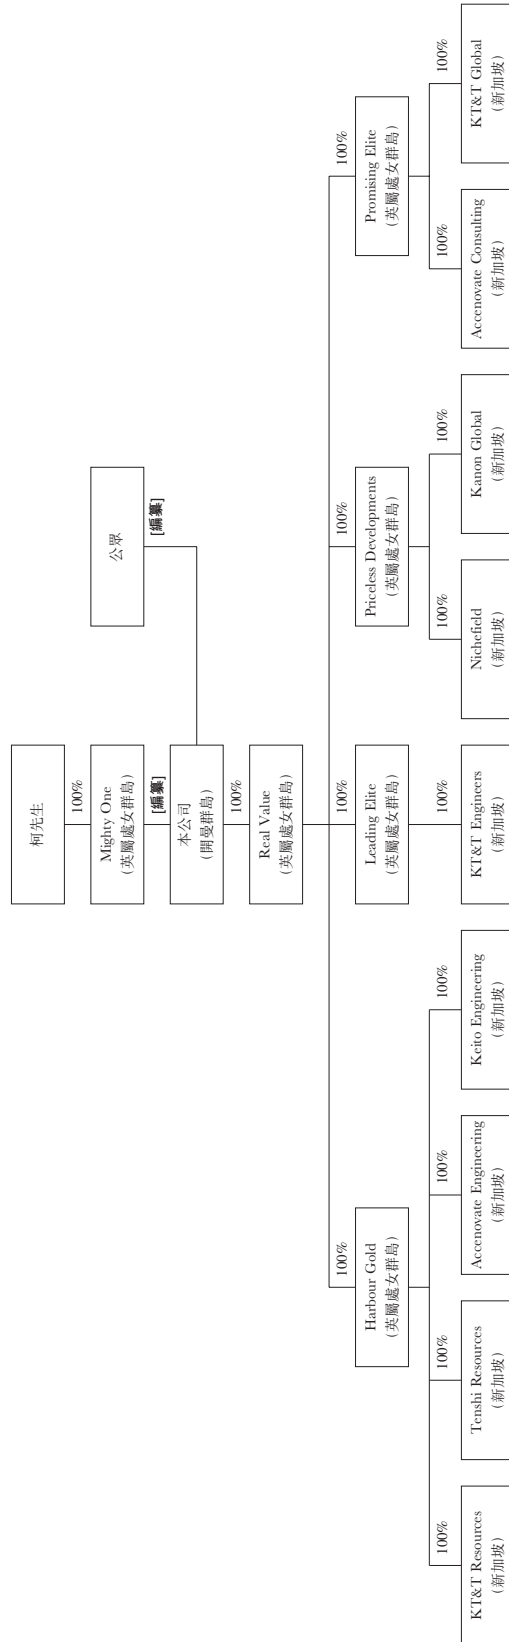 柯先生
100%
Mighty One
（英屬處女群島）
公眾
[編纂]
[編纂]
本公司
（開曼群島）
100%
Real Value
（英屬處女群島）
100%
100%
100%
100%
Harbour Gold
（英屬處女群島）
Leading Elite
（英屬處女群島）
Priceless Developments
（英屬處女群島）
Promising Elite
（英屬處女群島）
100%
100%
100%
100%
100%
100%
100%
100%
100%
KT&T Resources
（新加坡）
Tenshi Resources
（新加坡）
Accenovate Engineering
（新加坡）
Keito Engineering
（新加坡）
KT&T Engineers
（新加坡）
Nichefield
（新加坡）
Kanon Global
（新加坡）
Accenovate Consulting
（新加坡）
KT&T Global
（新加坡）